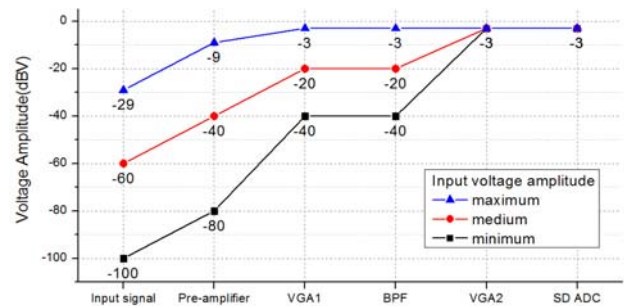 Voltage Amplitude(dBV)
0
-20
-40
-60
-80
-100
-29
-9
-3
-3
-3
-3
-60
-40
-20
-20
-100
-80
-40
-40
Input voltage amplitude
maximum
medium
minimum
Input signal
Pre-amplifier
VGA1
BPF
VGA2
SD ADC